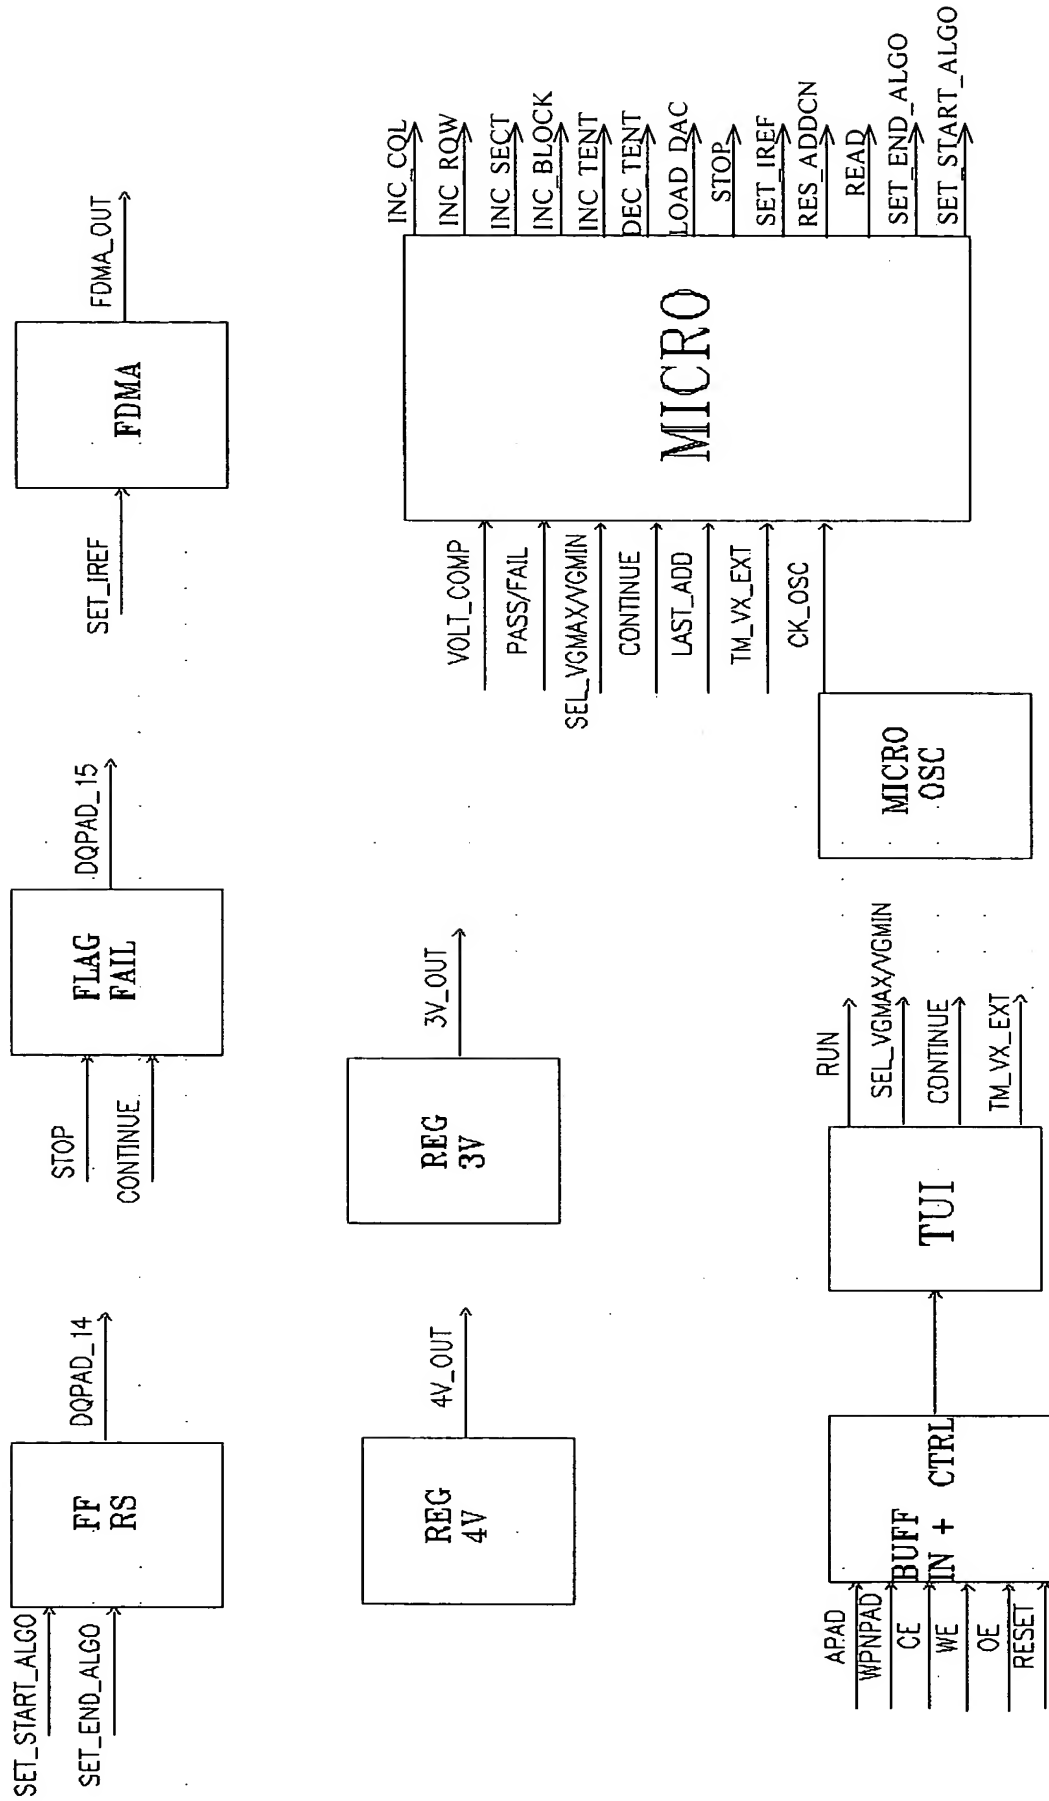 SET_START_ALGO
SET_END_ALGO
FF
RS
DQPAD_14
STOP
CONTINUE
FLAG
FAIL
DQPAD_15
SET_IREF
FDMA
FDMA_OUT
REG
4V
4V_OUT
REG
3V
3V_OUT
VOLT_COMP
PASS/FAIL
SEL_VGMAX/VGMIN
CONTINUE
LAST_ADD
TM_VX_EXT
CK_OSC
MICRO
INC_COL
INC_ROW
INC_SECT
INC_BLOCK
INC_TENT
DEC_TENT
LOAD_DAC
STOP
SET_IREF
RES_ADDCN
READ
SET_END_ALGO
SET_START_ALGO
APAD
WPNPAD
CE
WE
OE
RESET
BUFF
IN + CTRL
TUI
RUN
SEL_VGMAX/VGMIN
CONTINUE
TM_VX_EXT
MICRO
OSC